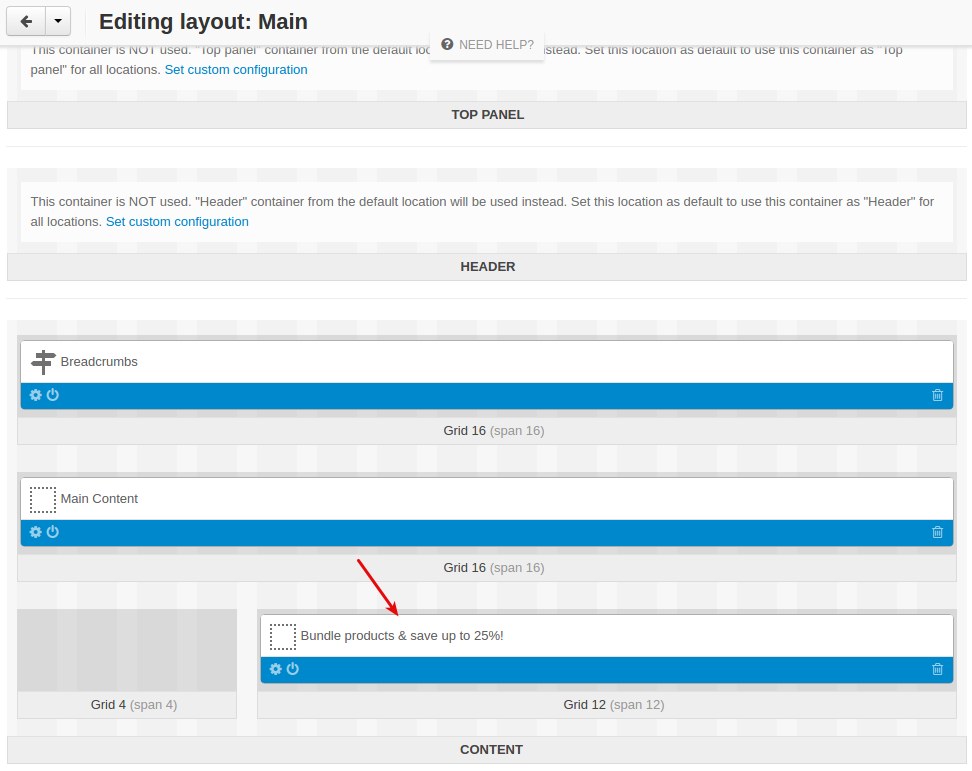 Editing layout: Main
NEED HELP?
This container is NOT used. "Top panel" container from the default loc instead. Set this location as default to use this container as "Top
panel" for all locations. Set custom configuration
TOP PANEL
This container is NOT used. "Header" container from the default location will be used instead. Set this location as default to use this container as "Header" for
all locations. Set custom configuration
HEADER
Breadcrumbs
Grid 16 (span 16)
Main Content
Grid 16 (span 16)
Bundle products & save up to 25%!
Grid 4 (span 4)
Grid 12 (span 12)
CONTENT